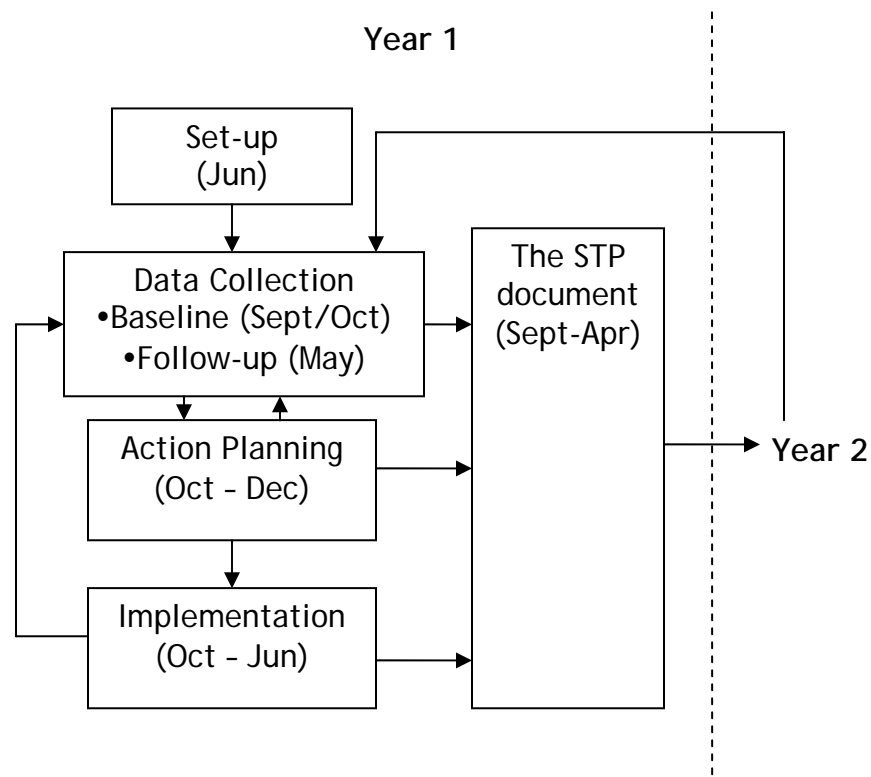 Year 1
Set-up
(Jun)
Data Collection
•Baseline (Sept/Oct)
•Follow-up (May)
The STP
document
(Sept-Apr)
Action Planning
(Oct – Dec)
Year 2
Implementation
(Oct – Jun)